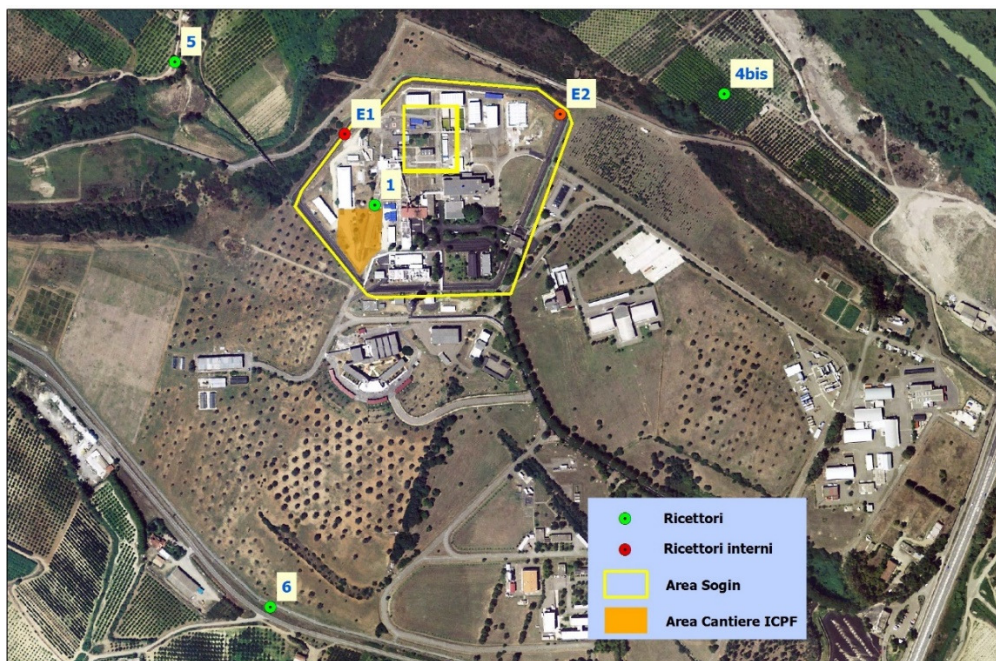 5
4bis
E2
E1
1
6
Ricettori
Ricettori interni
Area Sogin
Area Cantiere ICPF